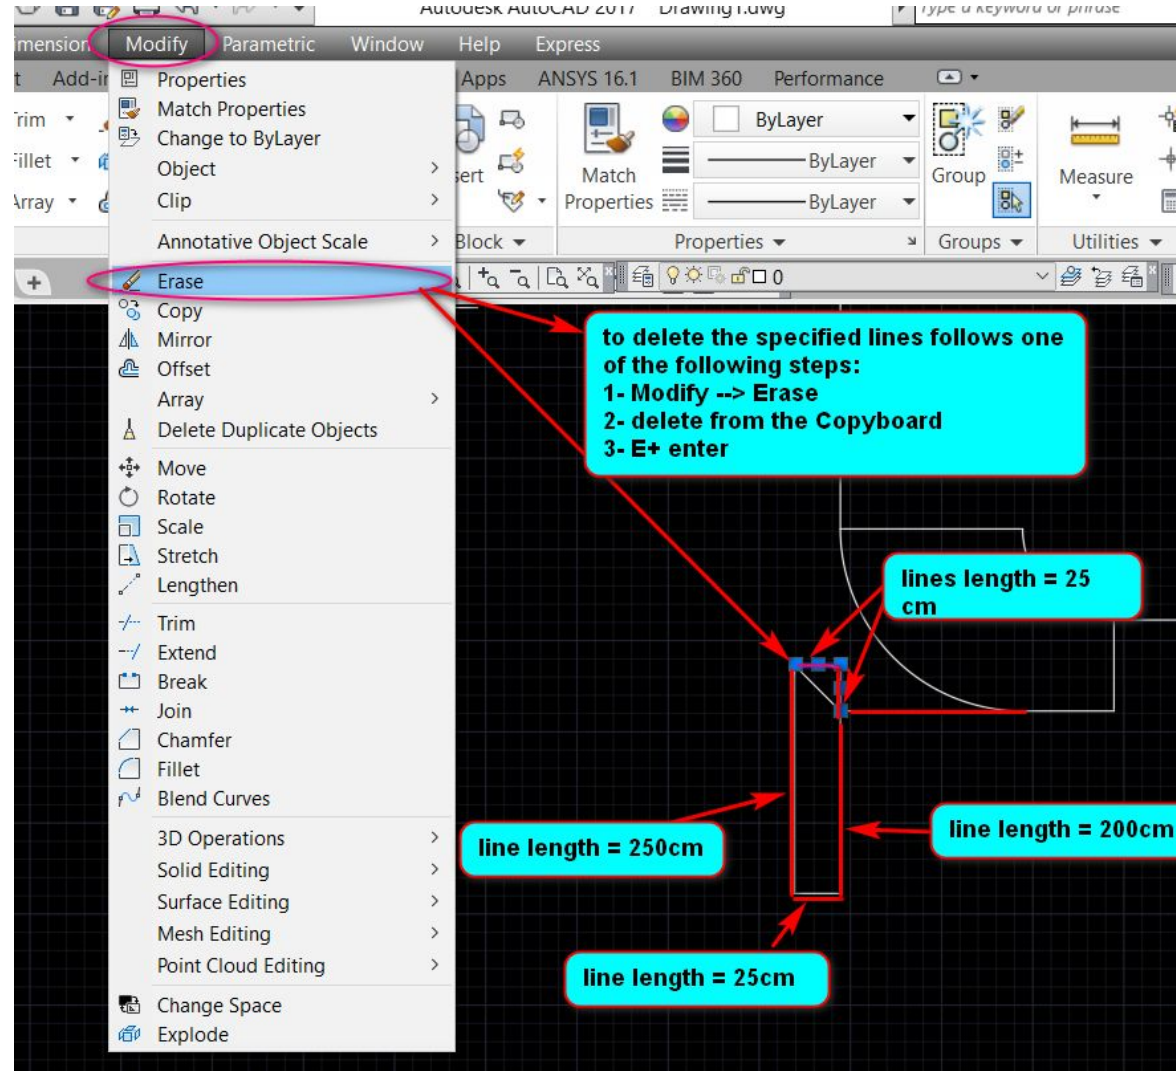 Autodesk AutoCAD 2017 Drawing1.dwg
Type a keyword or phrase
imension Modify Parametric Window Help Express
t Add-in Apps ANSYS 16.1 BIM 360 Performance
Trim
Fillet
Array
sert
Match
Properties
ByLayer
ByLayer
ByLayer
Group
Measure
Block Properties Groups Utilities
0
Properties
Match Properties
Change to ByLayer
Object
Clip
Annotative Object Scale
Erase
Copy
Mirror
Offset
Array
Delete Duplicate Objects
Move
Rotate
Scale
Stretch
Lengthen
Trim
Extend
Break
Join
Chamfer
Fillet
Blend Curves
3D Operations
Solid Editing
Surface Editing
Mesh Editing
Point Cloud Editing
Change Space
Explode
to delete the specified lines follows one
of the following steps:
1- Modify --> Erase
2- delete from the Copyboard
3- E+ enter
lines length = 25
cm
line length = 250cm
line length = 200cm
line length = 25cm